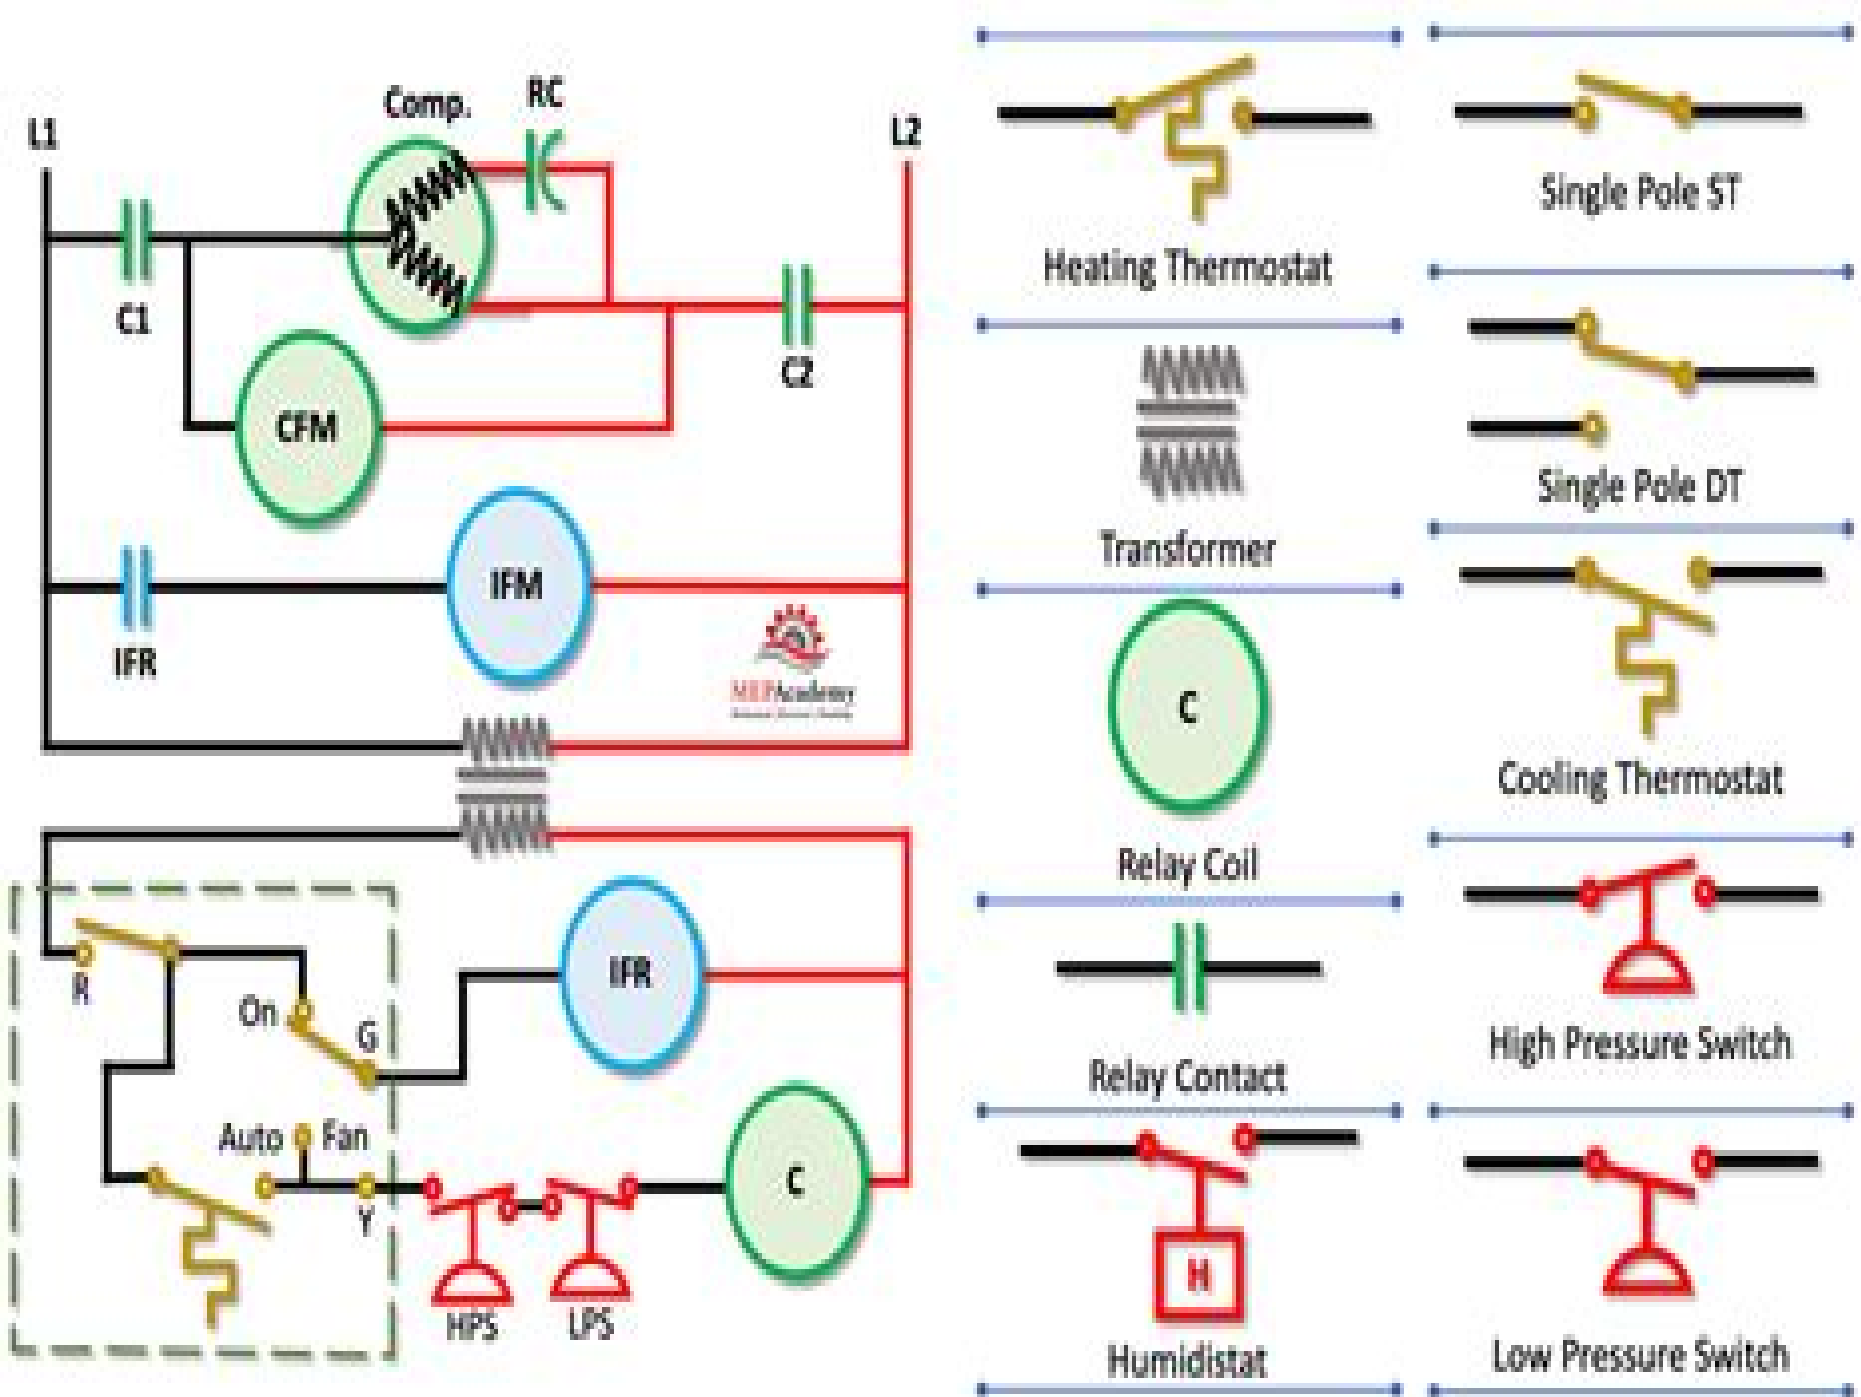 Comp.
RC
L1
L2
C1
C2
CFM
IFM
IFR
MEPAcademy
R
On
G
IFR
Auto
Fan
Y
C
HPS
LPS
Heating Thermostat
Single Pole ST
Transformer
Single Pole DT
C
Relay Coil
Cooling Thermostat
Relay Contact
High Pressure Switch
H
Humidistat
Low Pressure Switch